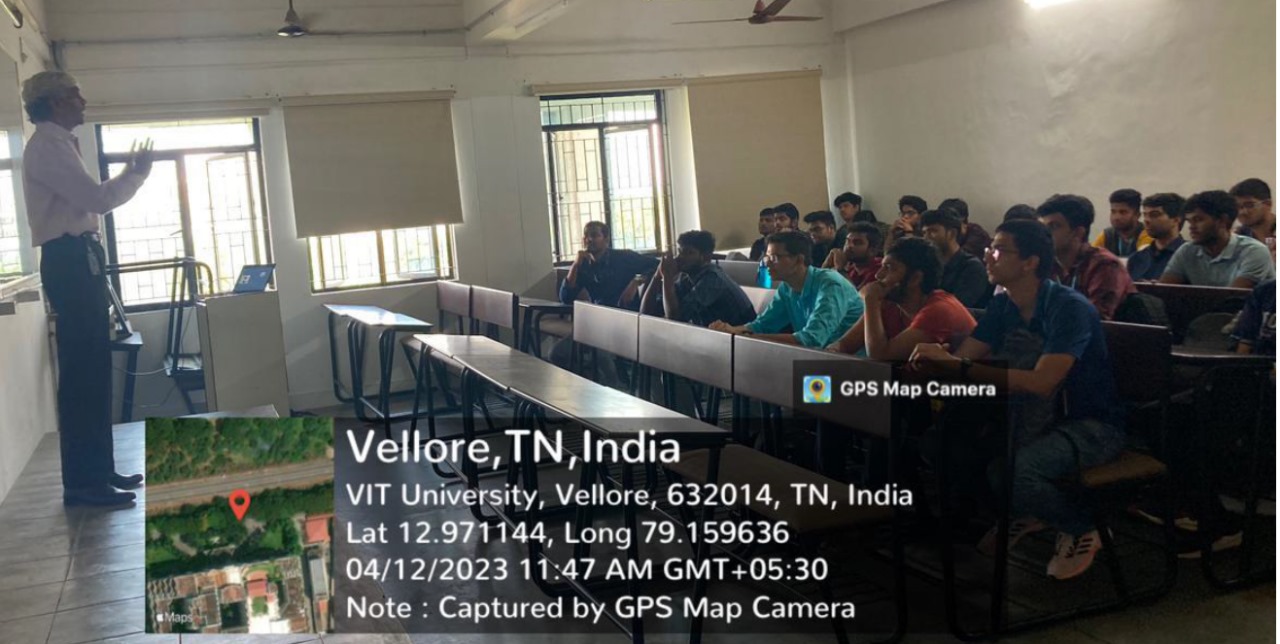 GPS Map Camera
Vellore,TN,India
VIT University, Vellore, 632014, TN, India
Lat 12.971144, Long 79.159636
04/12/2023 11:47 AM GMT+05:30
Note : Captured by GPS Map Camera
Maps